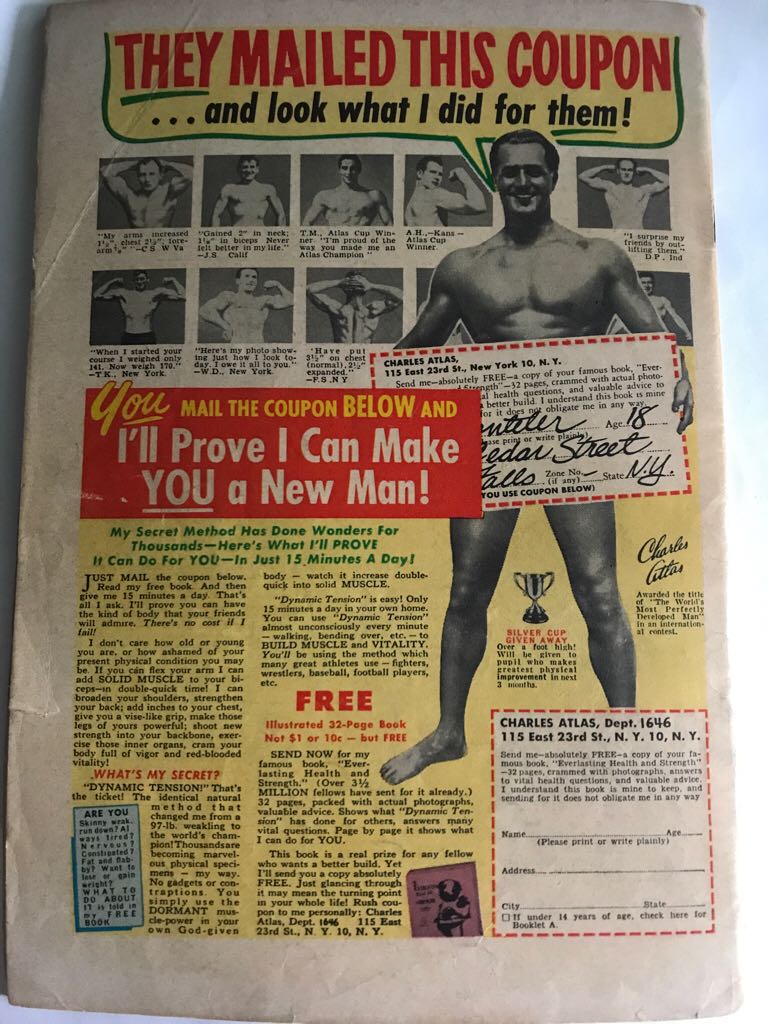 THEY MAILED THIS COUPON
...and look what I did for them!
"My arms increased
1½", chest 2½"; fore-
arm
—C S W Va
"Gained 2" in neck;
in biceps Never
felt better in my life."
—J.S. Calif
T.M., Atlas Cup Win-
ner "I'm proud of the
way you made me an
Atlas Champion"
A.H.,—Kans—
Atlas Cup
Winner.
"I surprise my
friends by out-
lifting them."
D.P. Ind
"When I started your
course I weighed only
141. Now weigh 170."
—T.K., New York.
"Here's my photo show-
ing just how I look to-
day. I owe it all to you."
—W.D., New York.
"Have put
3½" on chest
(normal), 2½"
expanded."
—F.S. N.Y
CHARLES ATLAS,
115 East 23rd St., New York 10, N. Y.
Send me—absolutely FREE—a copy of your famous book, "Ever-
Strength"—32 pages, crammed with actual photo-
health questions, and valuable advice to
better build. I understand this book is mine
for it does not obligate me in any way.
Age 18
print or write plainly)
Cedar Street
Falls Zone No. (if any) State N.Y.
YOU USE COUPON BELOW)
You MAIL THE COUPON BELOW AND
I'll Prove I Can Make
YOU a New Man!
My Secret Method Has Done Wonders For
Thousands—Here's What I'll PROVE
It Can Do For YOU—In Just 15 Minutes A Day!
JUST MAIL the coupon below.
Read my free book. And then
give me 15 minutes a day. That's
all I ask. I'll prove you can have
the kind of body that your friends
will admire. There's no cost if I
fail!
I don't care how old or young
you are, or how ashamed of your
present physical condition you may
be. If you can flex your arm I can
add SOLID MUSCLE to your bi-
ceps—in double-quick time! I can
broaden your shoulders, strengthen
your back; add inches to your chest,
give you a vise-like grip, make those
legs of yours powerful; shoot new
strength into your backbone, exer-
cise those inner organs, cram your
body full of vigor and red-blooded
vitality!
WHAT'S MY SECRET?
"DYNAMIC TENSION!" That's
the ticket! The identical natural
method that
changed me from a
97-lb. weakling to
the world's cham-
pion! Thousands are
becoming marvel-
ous physical speci-
mens — my way.
No gadgets or con-
traptions. You
simply use the
DORMANT mus-
cle-power in your
own God-given
ARE YOU
Skinny weak,
run down? Al
ways tired?
Nervous?
Constipated?
Fat and flab-
by? Want to
lose or gain
weight?
WHAT TO
DO ABOUT
IT is told in
my FREE
BOOK
body — watch it increase double-
quick into solid MUSCLE.
"Dynamic Tension" is easy! Only
15 minutes a day in your own home.
You can use "Dynamic Tension"
almost unconsciously every minute
— walking, bending over, etc. — to
BUILD MUSCLE and VITALITY.
You'll be using the method which
many great athletes use — fighters,
wrestlers, baseball, football players,
etc.
FREE
Illustrated 32-Page Book
Not $1 or 10c — but FREE
SEND NOW for my
famous book, "Ever-
lasting Health and
Strength." (Over 3½
MILLION fellows have sent for it already.)
32 pages, packed with actual photographs,
valuable advice. Shows what "Dynamic Ten-
sion" has done for others, answers many
vital questions. Page by page it shows what
I can do for YOU.
This book is a real prize for any fellow
who wants a better build. Yet
I'll send you a copy absolutely
FREE. Just glancing through
it may mean the turning point
in your whole life! Rush cou-
pon to me personally: Charles
Atlas, Dept. 1646 115 East
23rd St., N. Y. 10, N. Y.
SILVER CUP
GIVEN AWAY
Over a foot high!
Will be given to
pupil who makes
greatest physical
improvement in next
3 months.
Charles
Atlas
Awarded the title
of "The World's
Most Perfectly
Developed Man"
in an internation-
al contest.
CHARLES ATLAS, Dept. 1646
115 East 23rd St., N. Y. 10, N. Y.
Send me—absolutely FREE—a copy of your fa-
mous book, "Everlasting Health and Strength"
—32 pages, crammed with photographs, answers
to vital health questions, and valuable advice.
I understand this book is mine to keep, and
sending for it does not obligate me in any way
Name Age
(Please print or write plainly)
Address
City State
If under 14 years of age, check here for
Booklet A.